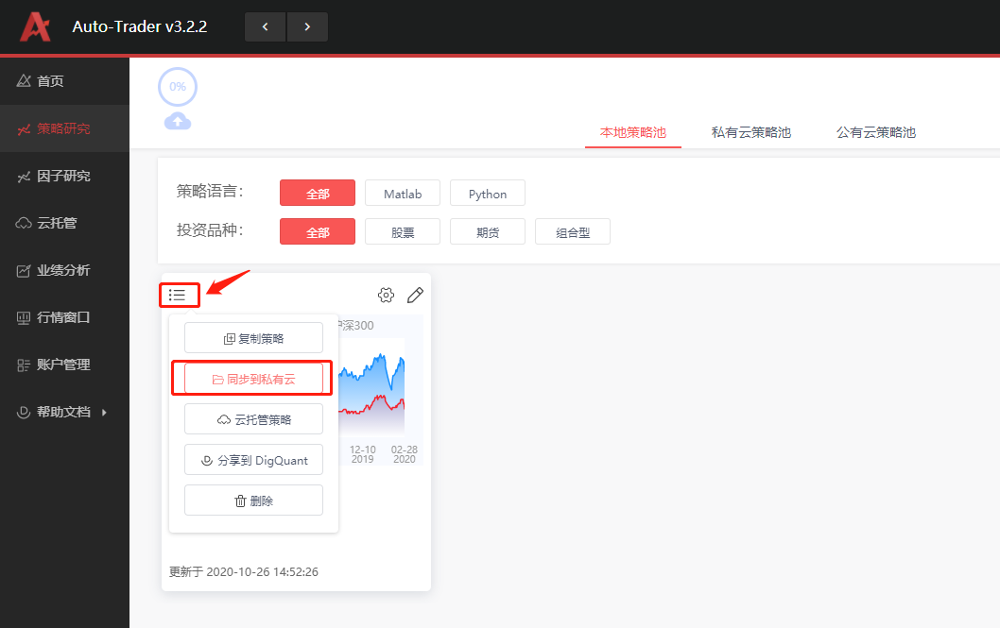 Auto-Trader v3.2.2
首页
策略研究
因子研究
云托管
业绩分析
行情窗口
账户管理
帮助文档
0%
本地策略池 私有云策略池 公有云策略池
策略语言： 全部 Matlab Python
投资品种： 全部 股票 期货 组合型
复制策略
同步到私有云
云托管策略
分享到 DigQuant
删除
沪深300
12-10 02-28
2019 2020
更新于 2020-10-26 14:52:26